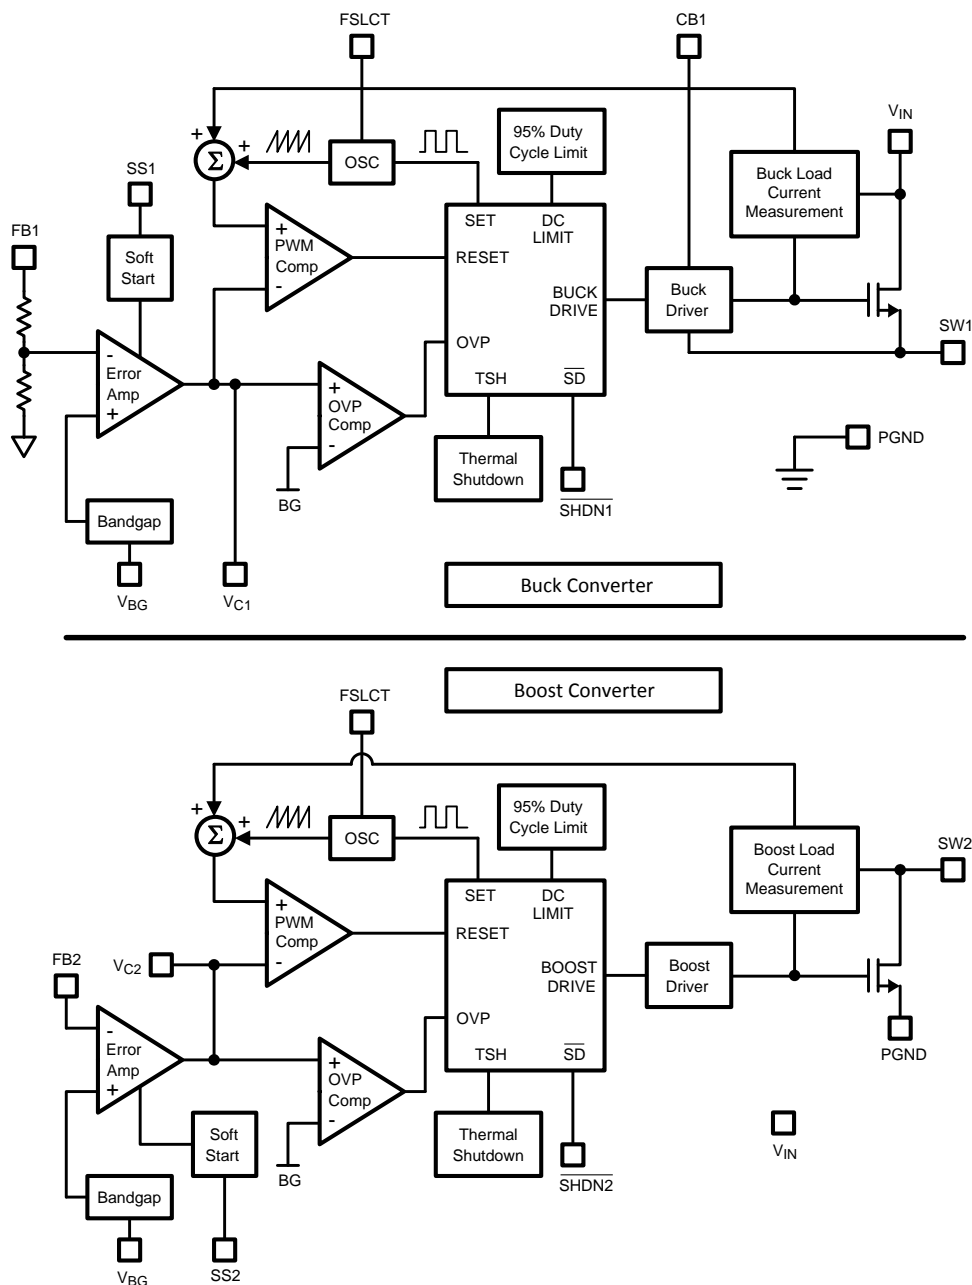 FSLCT
CB1
+
+
Σ
OSC
95% Duty
Cycle Limit
VIN
Buck Load
Current
Measurement
SS1
FB1
Soft
Start
+
PWM
Comp
-
SET
DC
LIMIT
RESET
BUCK
DRIVE
OVP
TSH
SD
Buck
Driver
SW1
-
Error
Amp
+
+
OVP
Comp
-
BG
Thermal
Shutdown
SHDN1
PGND
Bandgap
VBG
VC1
Buck Converter
Boost Converter
FSLCT
+
+
Σ
OSC
95% Duty
Cycle Limit
Boost Load
Current
Measurement
SW2
+
PWM
Comp
-
SET
DC
LIMIT
RESET
BOOST
DRIVE
OVP
TSH
SD
Boost
Driver
PGND
VC2
FB2
-
Error
Amp
+
+
OVP
Comp
-
BG
Soft
Start
Thermal
Shutdown
SHDN2
VIN
Bandgap
VBG
SS2